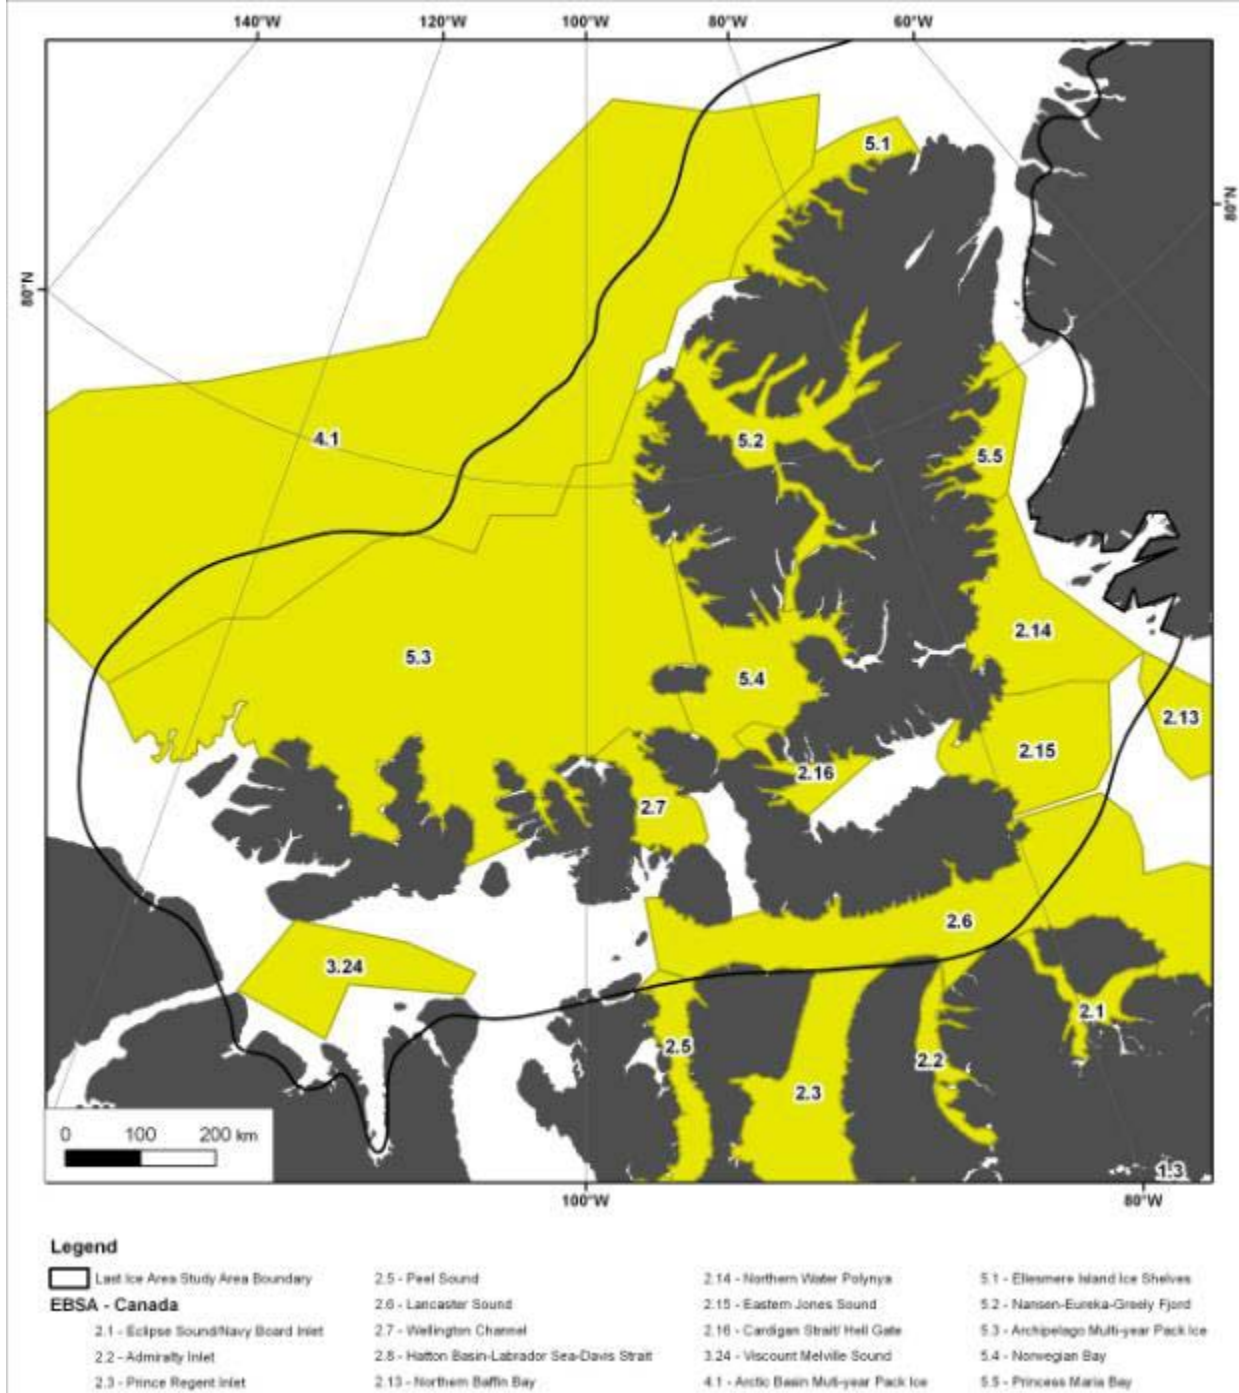 140°W 120°W 100°W 80°W 60°W
80°N
80°N
5.1
4.1
5.2
5.5
2.14
5.3
5.4
2.13
2.15
2.16
2.7
2.6
3.24
2.1
2.5
2.2
2.3
0 100 200 km
1.3
100°W 80°W
Legend
Last Ice Area Study Area Boundary
EBSA - Canada
2.1 - Eclipse Sound/Navy Board Inlet
2.2 - Admiralty Inlet
2.3 - Prince Regent Inlet
2.5 - Peel Sound
2.6 - Lancaster Sound
2.7 - Wellington Channel
2.8 - Hatton Basin-Labrador Sea-Davis Strait
2.13 - Northern Baffin Bay
2.14 - Northern Water Polynya
2.15 - Eastern Jones Sound
2.16 - Cardigan Strait/ Hell Gate
3.24 - Viscount Melville Sound
4.1 - Arctic Basin Multi-year Pack Ice
5.1 - Ellesmere Island Ice Shelves
5.2 - Nansen-Eureka-Greely Fjord
5.3 - Archipelago Multi-year Pack Ice
5.4 - Norwegian Bay
5.5 - Princess Maria Bay